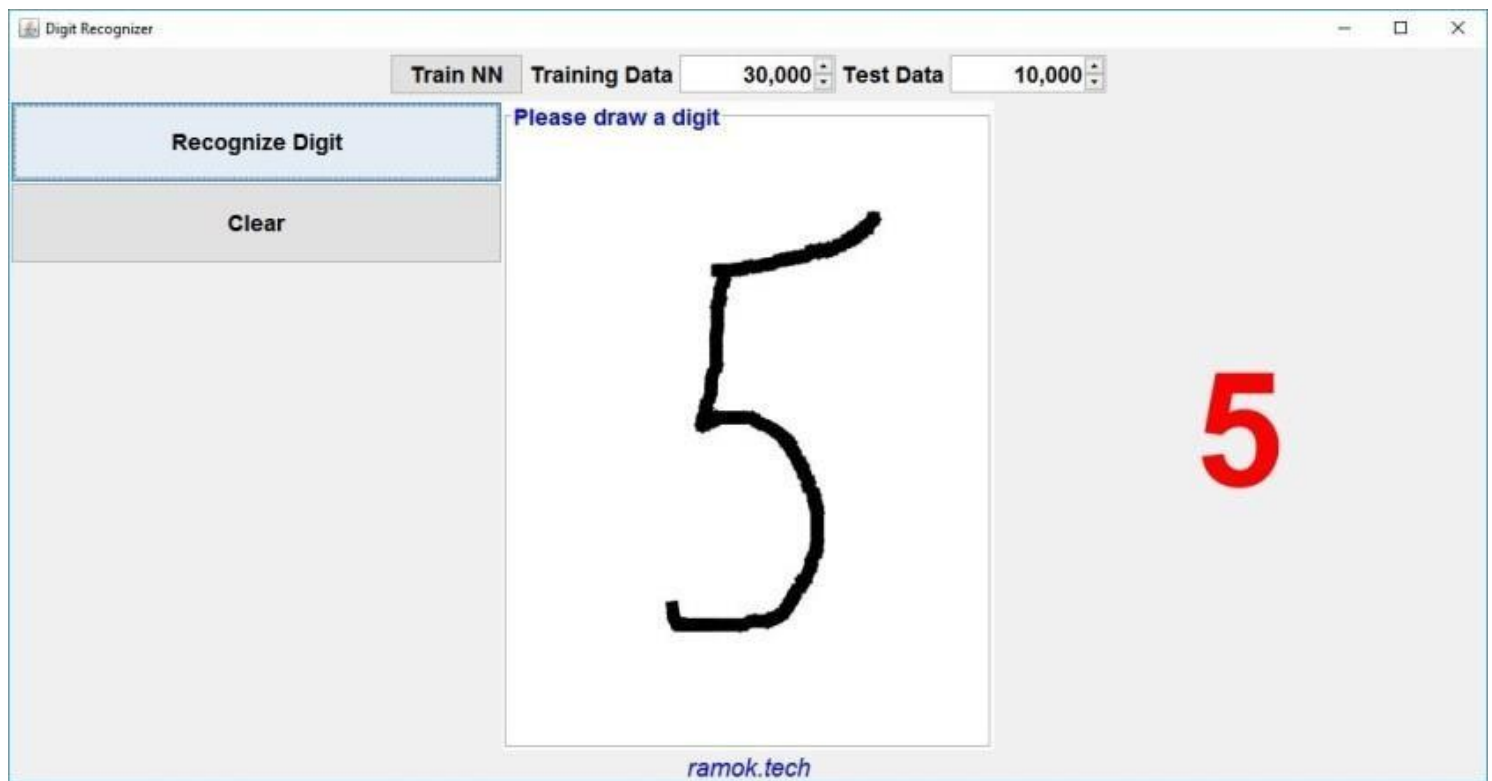 Digit Recognizer
Train NN Training Data 30,000 Test Data 10,000
Recognize Digit
Clear
Please draw a digit
5
5
ramok.tech